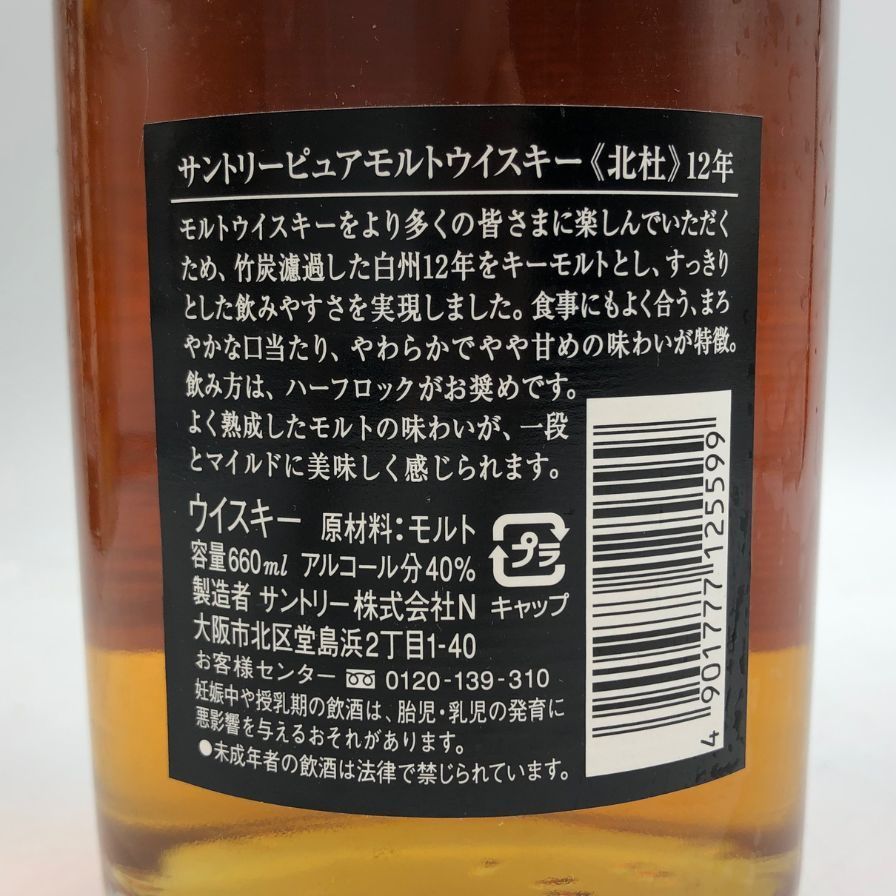 サントリーピュアモルトウイスキー《北杜》12年
モルトウイスキーをより多くの皆さまに楽しんでいただく
ため、竹炭濾過した白州12年をキーモルトとし、すっきり
とした飲みやすさを実現しました。食事にもよく合う、まろ
やかな口当たり、やわらかでやや甘めの味わいが特徴。
飲み方は、ハーフロックがお奨めです。
よく熟成したモルトの味わいが、一段
とマイルドに美味しく感じられます。
ウイスキー 原材料:モルト
容量660ml アルコール分40%
製造者 サントリー株式会社N
大阪市北区堂島浜2丁目1-40
お客様センター 0120-139-310
妊娠中や授乳期の飲酒は、胎児・乳児の発育に
悪影響を与えるおそれがあります。
●未成年者の飲酒は法律で禁じられています。
プラ
キャップ
4 901777 125599